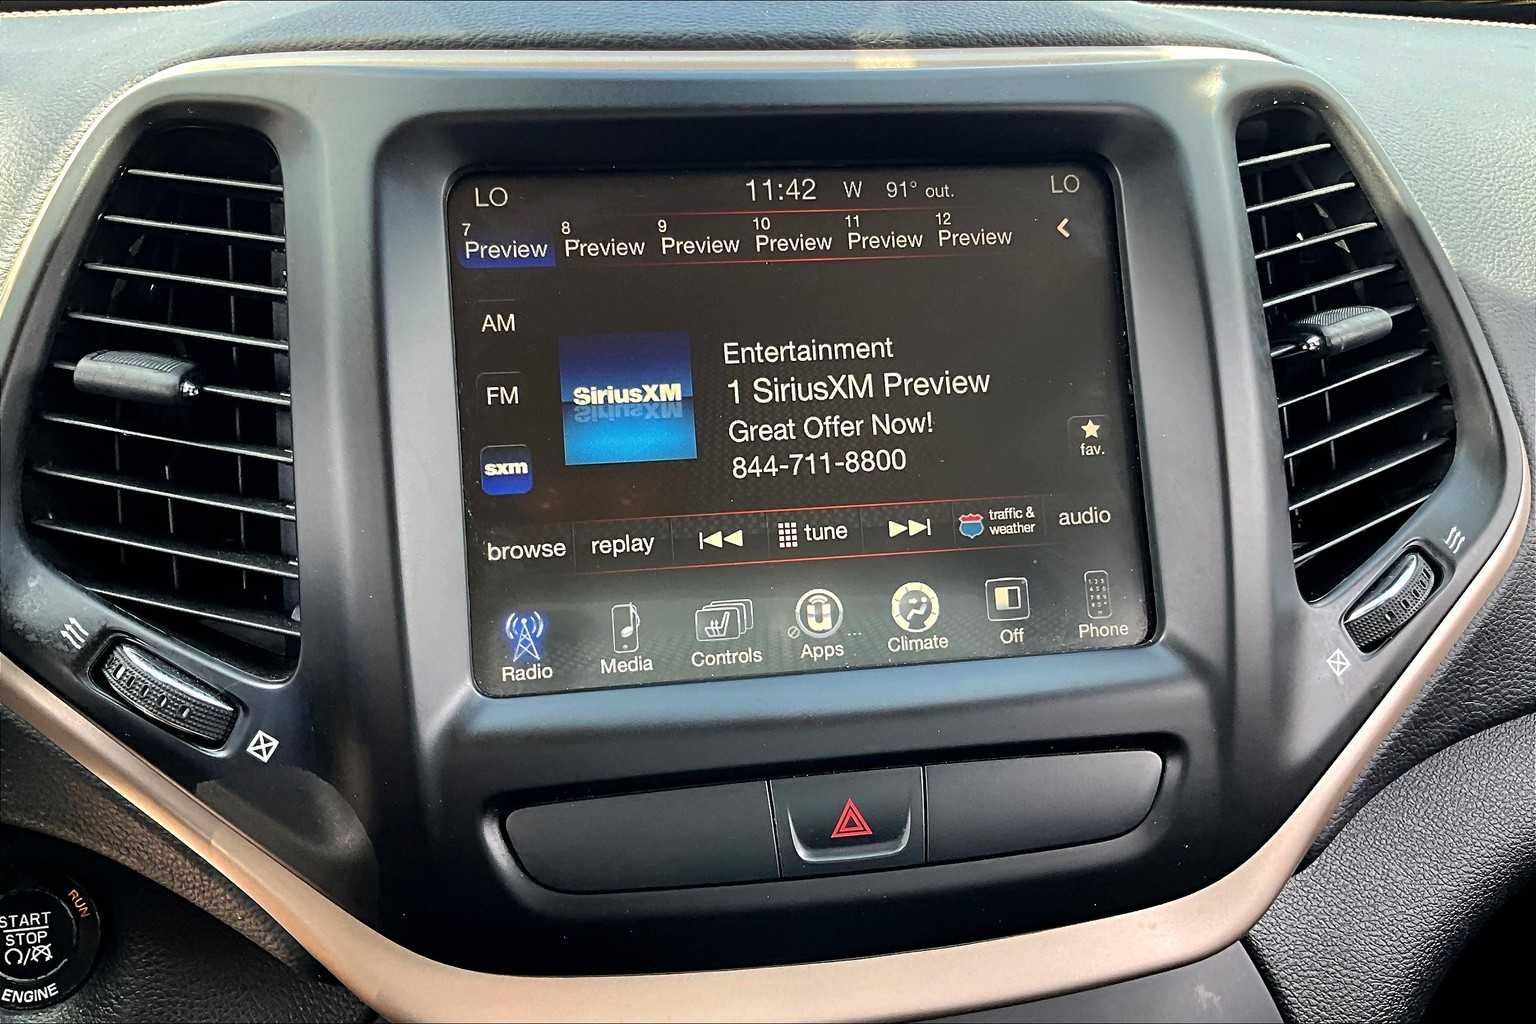 LO 11:42 W 91° out. LO
7 8 9 10 11 12
Preview Preview Preview Preview Preview Preview
AM
FM
sxm
SiriusXM
Entertainment
1 SiriusXM Preview
Great Offer Now!
844-711-8800
fav.
browse replay tune traffic & weather audio
Radio Media Controls Apps ... Climate Off Phone
RUN
START
STOP
ENGINE